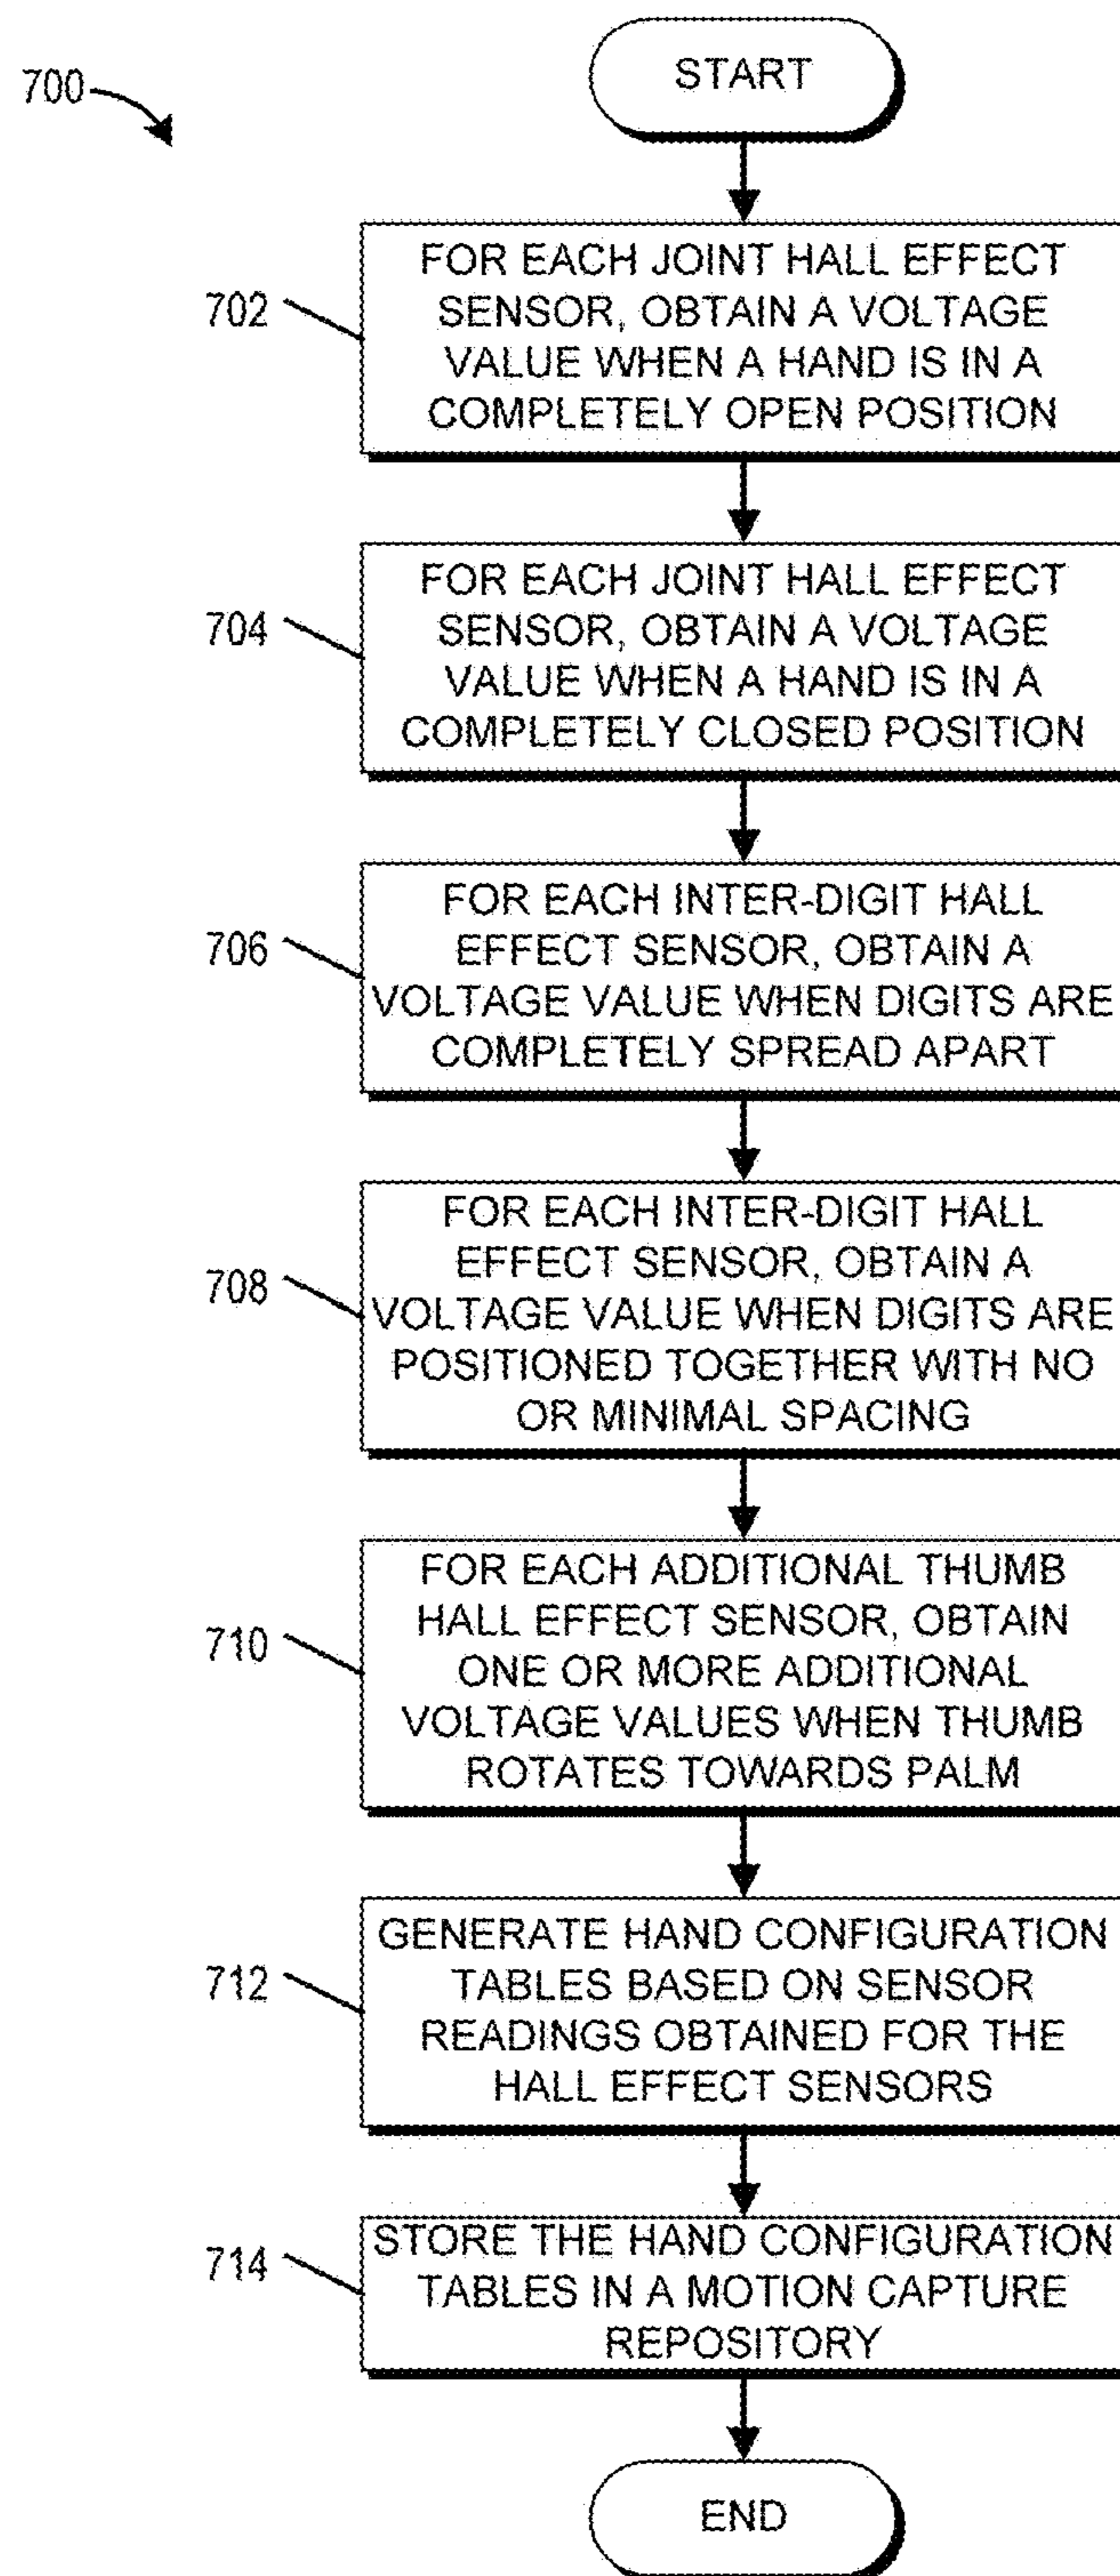 700
START
702
FOR EACH JOINT HALL EFFECT
SENSOR, OBTAIN A VOLTAGE
VALUE WHEN A HAND IS IN A
COMPLETELY OPEN POSITION
704
FOR EACH JOINT HALL EFFECT
SENSOR, OBTAIN A VOLTAGE
VALUE WHEN A HAND IS IN A
COMPLETELY CLOSED POSITION
706
FOR EACH INTER-DIGIT HALL
EFFECT SENSOR, OBTAIN A
VOLTAGE VALUE WHEN DIGITS ARE
COMPLETELY SPREAD APART
708
FOR EACH INTER-DIGIT HALL
EFFECT SENSOR, OBTAIN A
VOLTAGE VALUE WHEN DIGITS ARE
POSITIONED TOGETHER WITH NO
OR MINIMAL SPACING
710
FOR EACH ADDITIONAL THUMB
HALL EFFECT SENSOR, OBTAIN
ONE OR MORE ADDITIONAL
VOLTAGE VALUES WHEN THUMB
ROTATES TOWARDS PALM
712
GENERATE HAND CONFIGURATION
TABLES BASED ON SENSOR
READINGS OBTAINED FOR THE
HALL EFFECT SENSORS
714
STORE THE HAND CONFIGURATION
TABLES IN A MOTION CAPTURE
REPOSITORY
END